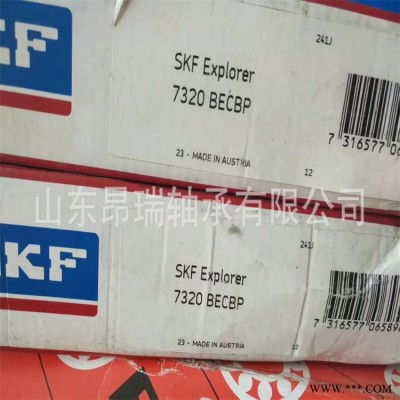 KF
241J
SKF Explorer
7320 BECBP
23 - MADE IN AUSTRIA
12
7 316577 06
山东昂瑞轴承有限公司
SKF
241J
SKF Explorer
7320 BECBP
23 - MADE IN AUSTRIA
12
7 316577 06589
www.***.com